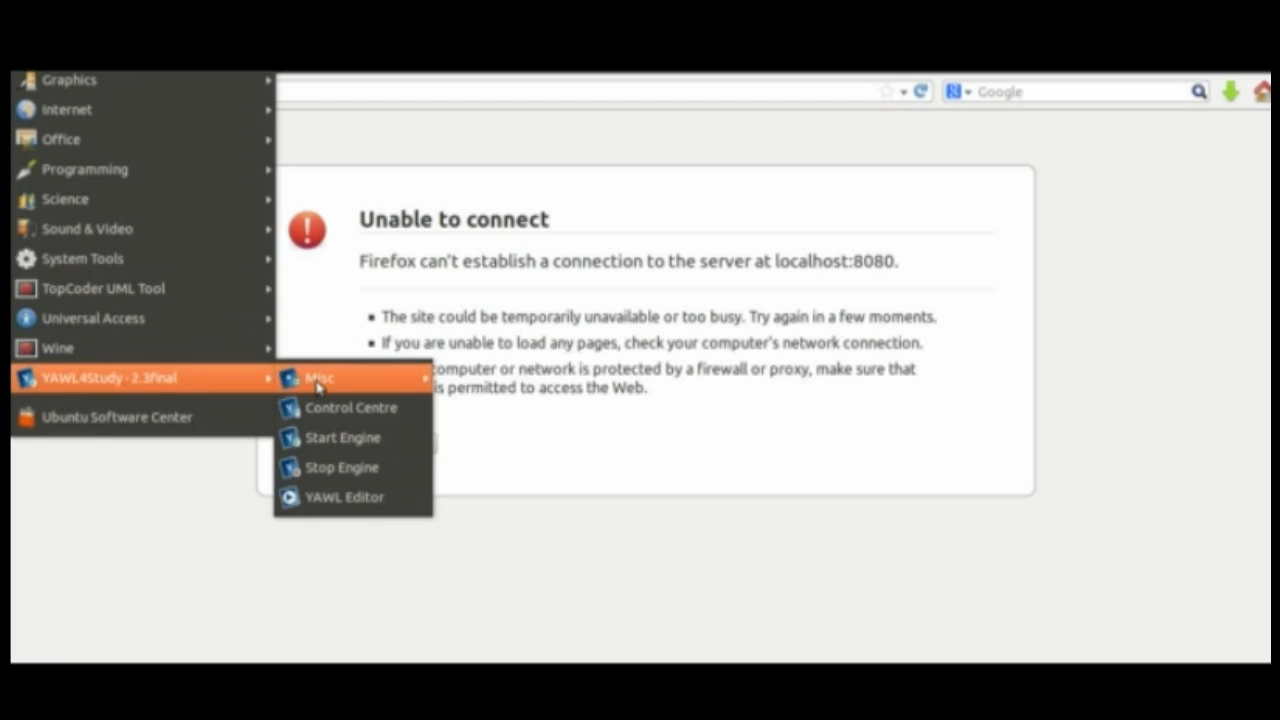 Graphics
Internet
Office
Programming
Science
Sound & Video
System Tools
TopCoder UML Tool
Universal Access
Wine
YAWL4Study - 2.3final
Ubuntu Software Center
Misc
Control Centre
Start Engine
Stop Engine
YAWL Editor
Google
Unable to connect
Firefox can't establish a connection to the server at localhost:8080.
The site could be temporarily unavailable or too busy. Try again in a few moments.
If you are unable to load any pages, check your computer's network connection.
computer or network is protected by a firewall or proxy, make sure that
is permitted to access the Web.